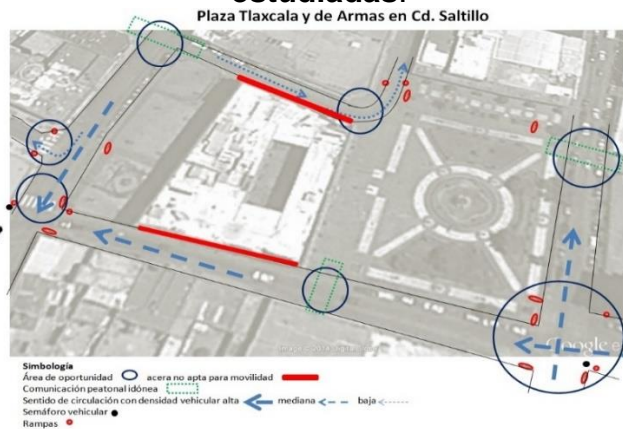 estudiadas.
Plaza Tlaxcala y de Armas en Cd. Saltillo
Google e
Simbología
Área de oportunidad acera no apta para movilidad
Comunicación peatonal idónea
Sentido de circulación con densidad vehicular alta mediana baja
Semáforo vehicular
Rampas